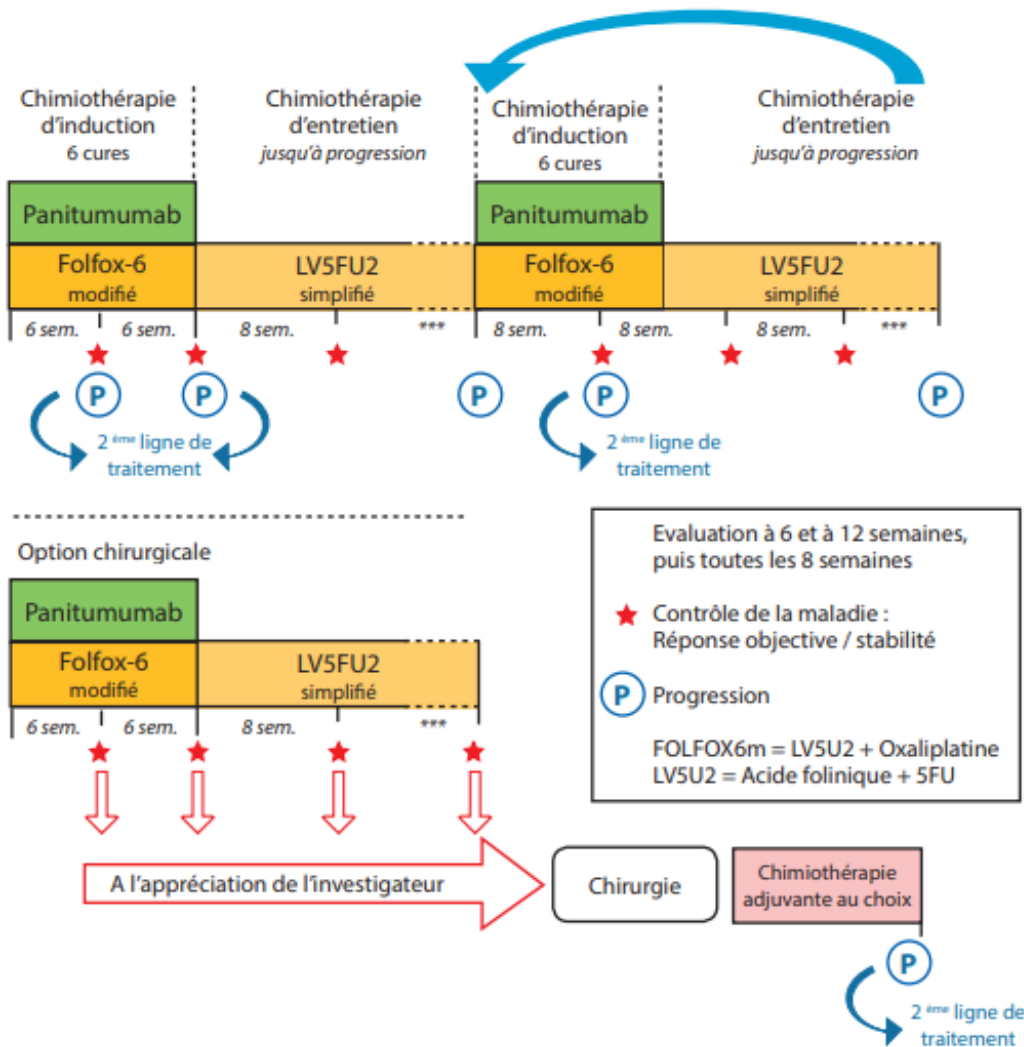 Chimiothérapie
d'induction
6 cures
Chimiothérapie
d'entretien
jusqu'à progression
Chimiothérapie
d'induction
6 cures
Chimiothérapie
d'entretien
jusqu'à progression
Panitumumab
Panitumumab
Folfox-6
modifié
LV5FU2
simplifié
Folfox-6
modifié
LV5FU2
simplifié
6 sem.
6 sem.
8 sem.
***
8 sem.
8 sem.
8 sem.
***
P
P
P
P
P
2 ème ligne de
traitement
2 ème ligne de
traitement
Option chirurgicale
Panitumumab
Folfox-6
modifié
LV5FU2
simplifié
6 sem.
6 sem.
8 sem.
***
Evaluation à 6 et à 12 semaines,
puis toutes les 8 semaines
Contrôle de la maladie :
Réponse objective / stabilité
P Progression
FOLFOX6m = LV5U2 + Oxaliplatine
LV5U2 = Acide folinique + 5FU
A l'appréciation de l'investigateur
Chirurgie
Chimiothérapie
adjuvante au choix
P
2 ème ligne de
traitement